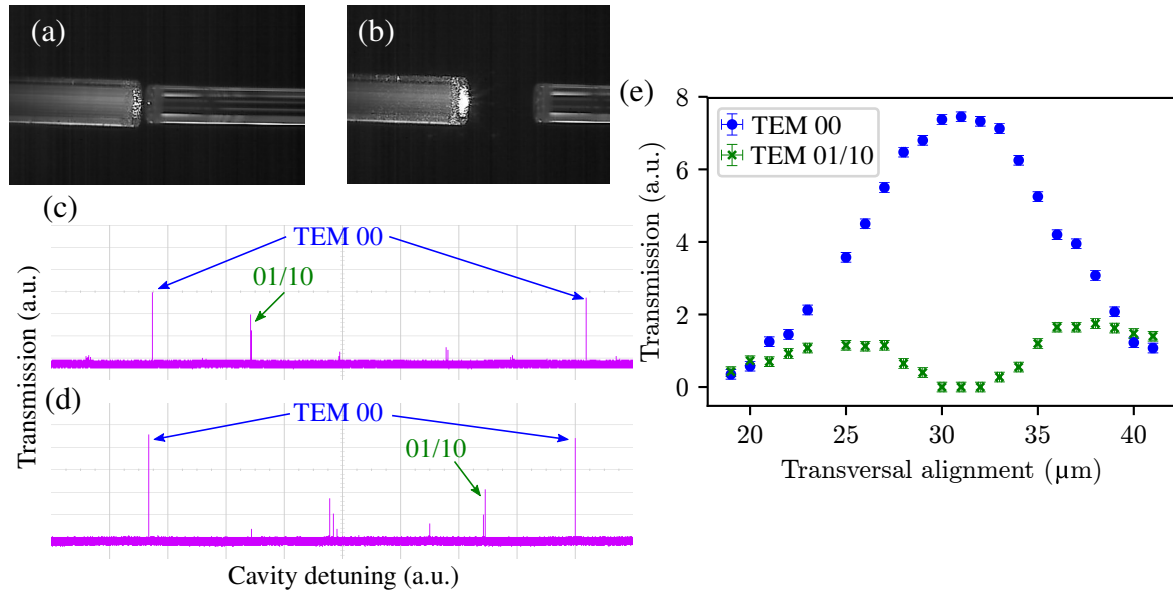 (a)
(b)
(c)
TEM 00
01/10
(d)
TEM 00
01/10
Transmission (a.u.)
Cavity detuning (a.u.)
(e)
TEM 00
TEM 01/10
8
6
4
2
0
Transmission (a.u.)
20 25 30 35 40
Transversal alignment (µm)